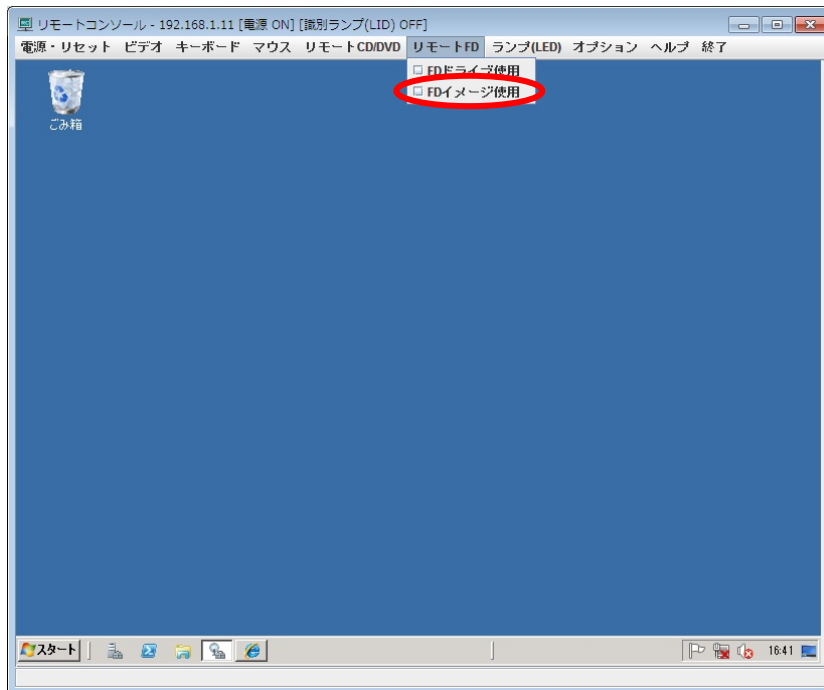 リモートコンソール - 192.168.1.11 [電源 ON] [識別ランプ(LID) OFF]
電源・リセット ビデオ キーボード マウス リモートCD/DVD リモートFD ランプ(LED) オプション ヘルプ 終了
FDドライブ使用
FDイメージ使用
ごみ箱
スタート
16:41